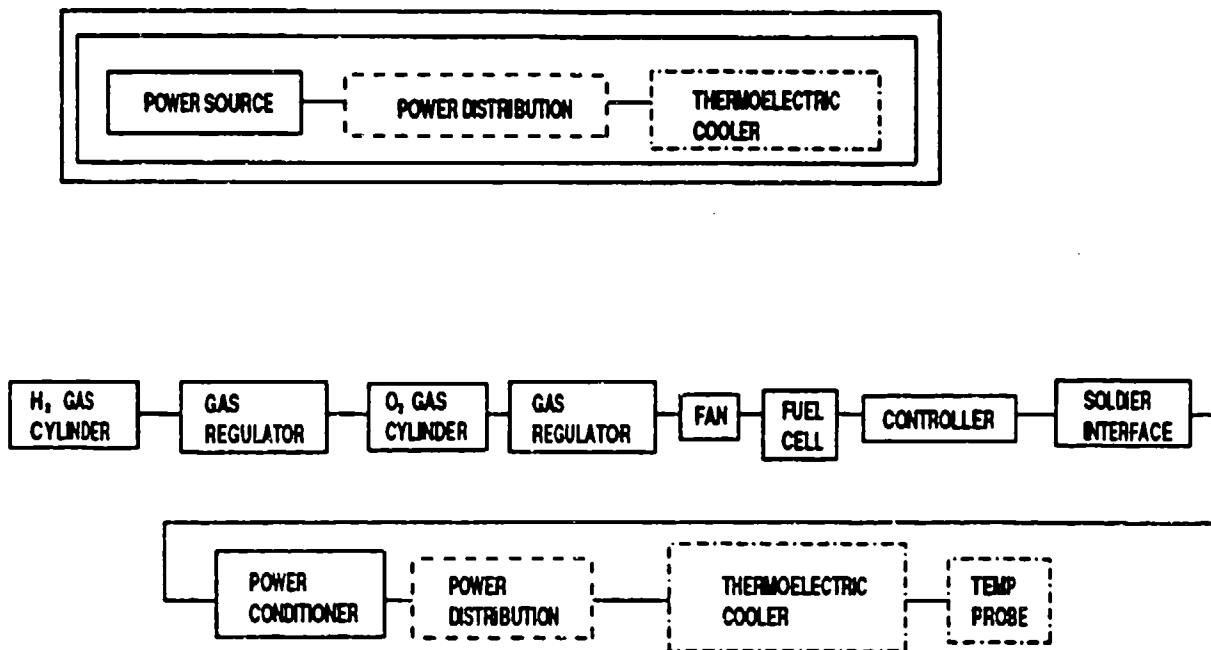 POWER SOURCE
POWER DISTRIBUTION
THERMOELECTRIC
COOLER
H₂ GAS
CYLINDER
GAS
REGULATOR
O₂ GAS
CYLINDER
GAS
REGULATOR
FAN
FUEL
CELL
CONTROLLER
SOLDIER
INTERFACE
POWER
CONDITIONER
POWER
DISTRIBUTION
THERMOELECTRIC
COOLER
TEMP
PROBE